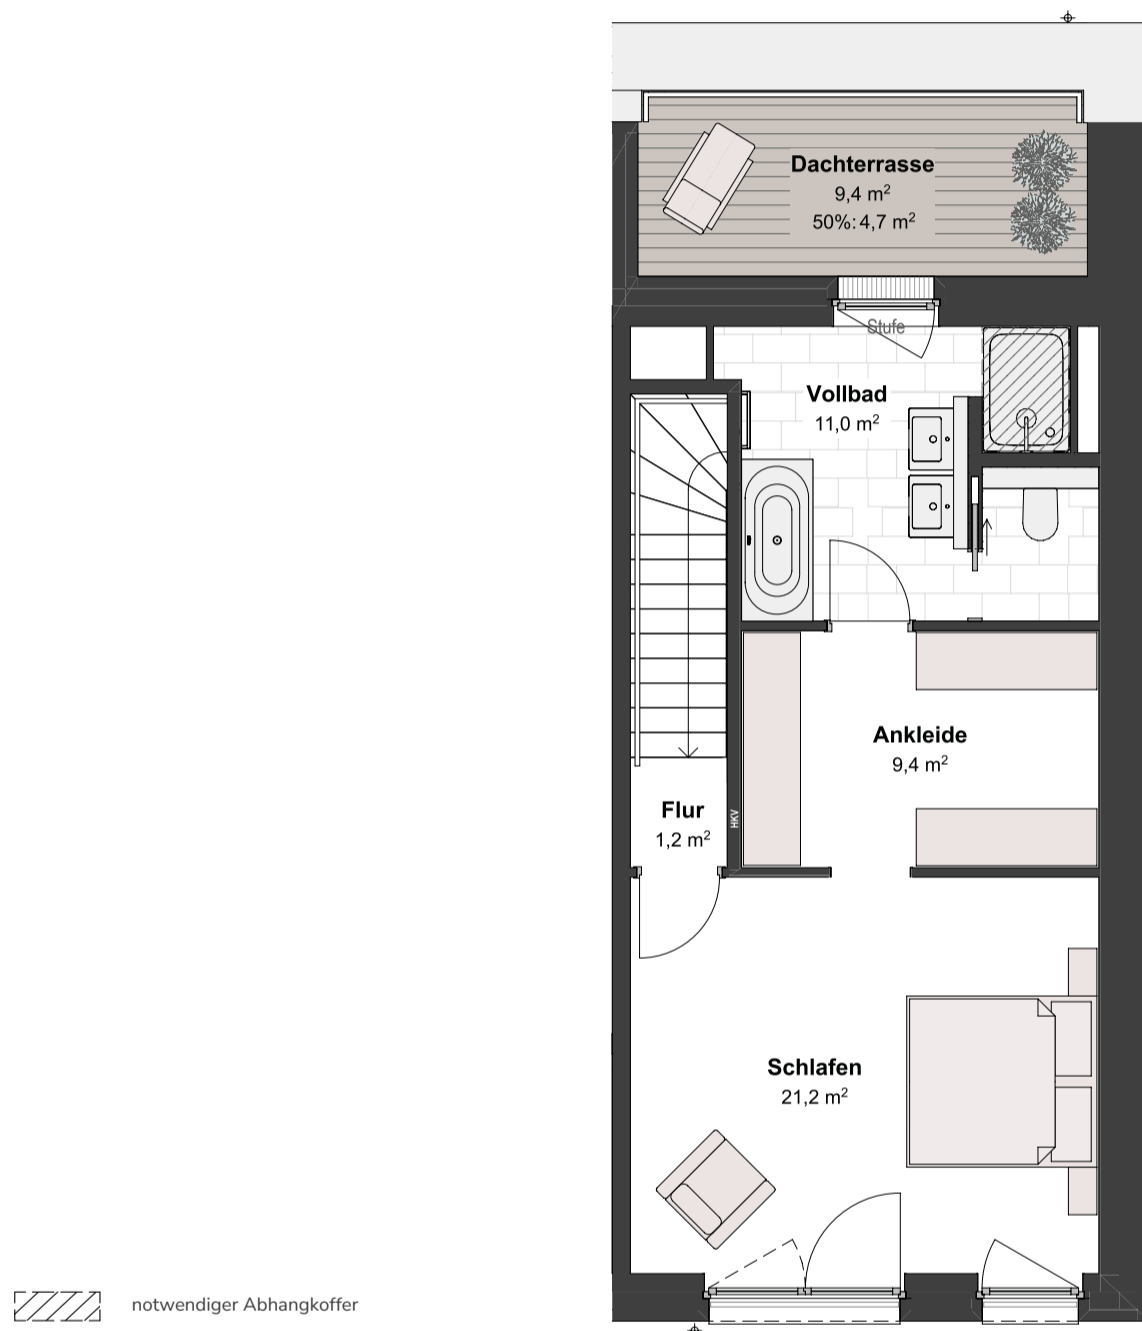 Dachterrasse
9,4 m²
50%: 4,7 m²
Stufe
Vollbad
11,0 m²
Ankleide
9,4 m²
Flur
1,2 m²
HKV
Schlafen
21,2 m²
notwendiger Abhangkoffer